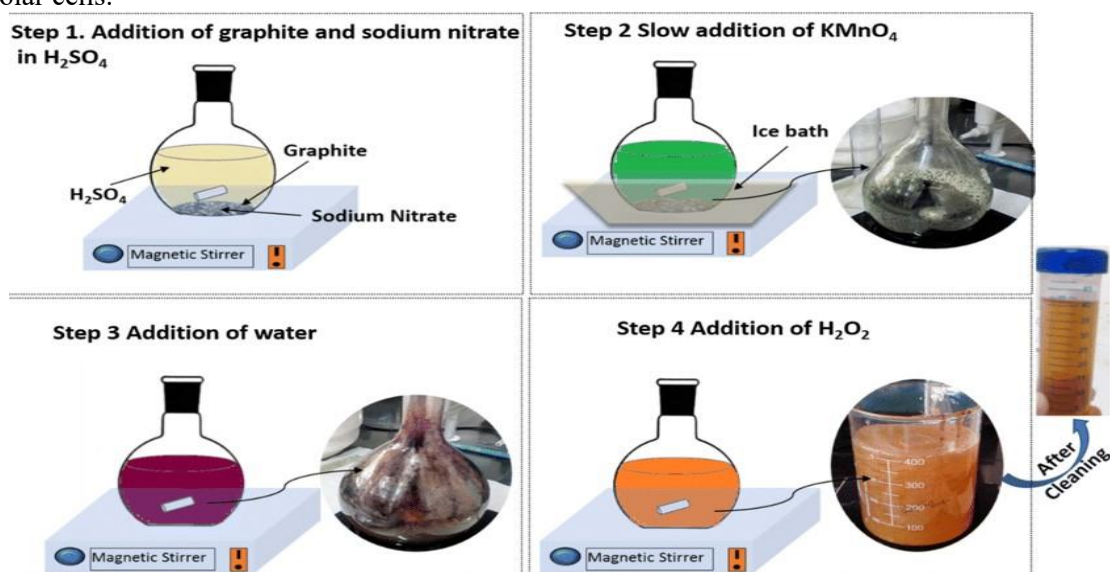 olar cells.
Step 1. Addition of graphite and sodium nitrate
in H₂SO₄
Graphite
H₂SO₄
Sodium Nitrate
Magnetic Stirrer
Step 2 Slow addition of KMnO₄
Ice bath
Magnetic Stirrer
Step 3 Addition of water
Magnetic Stirrer
Step 4 Addition of H₂O₂
400
300
200
100
Magnetic Stirrer
After
Cleaning